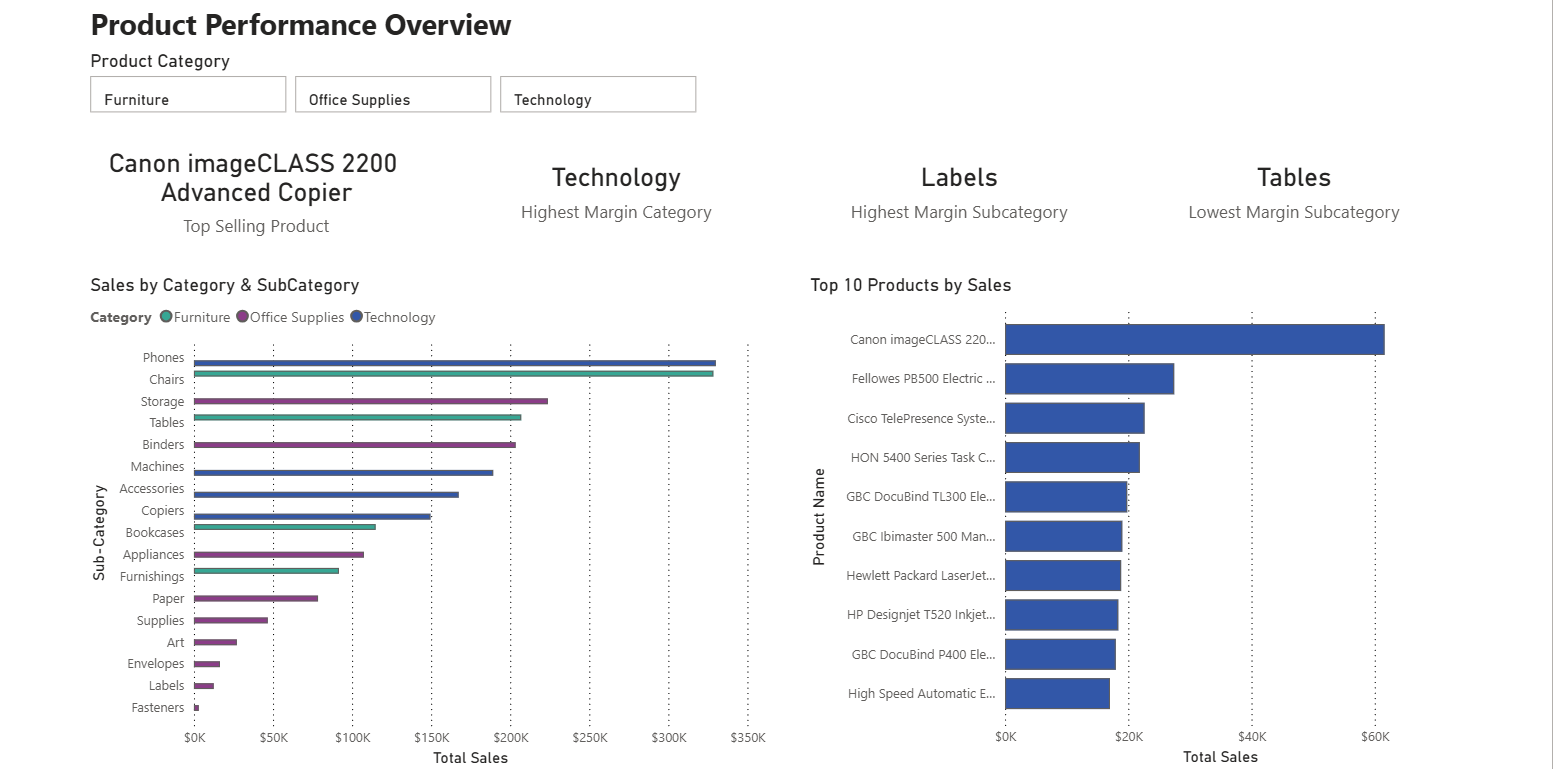 Product Performance Overview
Product Category
Furniture
Office Supplies
Technology
Canon imageCLASS 2200
Advanced Copier
Top Selling Product
Technology
Highest Margin Category
Labels
Highest Margin Subcategory
Tables
Lowest Margin Subcategory
Sales by Category & SubCategory
Category Furniture Office Supplies Technology
Sub-Category
Phones
Chairs
Storage
Tables
Binders
Machines
Accessories
Copiers
Bookcases
Appliances
Furnishings
Paper
Supplies
Art
Envelopes
Labels
Fasteners
$0K $50K $100K $150K $200K $250K $300K $350K
Total Sales
Top 10 Products by Sales
Product Name
Canon imageCLASS 220...
Fellowes PB500 Electric ...
Cisco TelePresence Syste...
HON 5400 Series Task C...
GBC DocuBind TL300 Ele...
GBC Ibimaster 500 Man...
Hewlett Packard LaserJet...
HP Designjet T520 Inkjet...
GBC DocuBind P400 Ele...
High Speed Automatic E...
$0K $20K $40K $60K
Total Sales